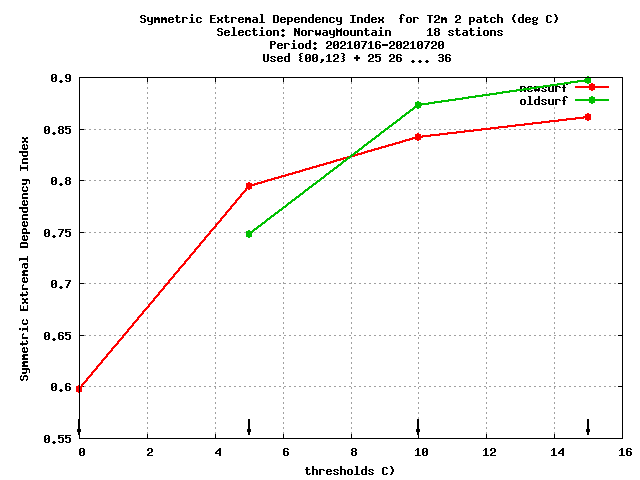 Symmetric Extremal Dependency Index  for T2m 2 patch (deg C)
Selection: NorwayMountain     18 stations
Period: 20210716-20210720
Used {00,12} + 25 26 ... 36
newsurf
oldsurf
0.9
0.85
0.8
0.75
0.7
0.65
0.6
0.55
Symmetric Extremal Dependency Index
0 2 4 6 8 10 12 14 16
thresholds C)